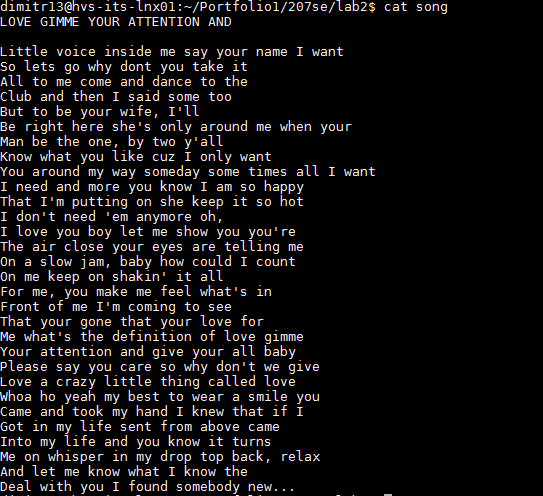 dimitr13@hvs-its-lnx01:~/Portfolio1/207se/lab2$ cat song
LOVE GIMME YOUR ATTENTION AND
Little voice inside me say your name I want
So lets go why dont you take it
All to me come and dance to the
Club and then I said some too
But to be your wife, I'll
Be right here she's only around me when your
Man be the one, by two y'all
Know what you like cuz I only want
You around my way someday some times all I want
I need and more you know I am so happy
That I'm putting on she keep it so hot
I don't need 'em anymore oh,
I love you boy let me show you you're
The air close your eyes are telling me
On a slow jam, baby how could I count
On me keep on shakin' it all
For me, you make me feel what's in
Front of me I'm coming to see
That your gone that your love for
Me what's the definition of love gimme
Your attention and give your all baby
Please say you care so why don't we give
Love a crazy little thing called love
Whoa ho yeah my best to wear a smile you
Came and took my hand I knew that if I
Got in my life sent from above came
Into my life and you know it turns
Me on whisper in my drop top back, relax
And let me know what I know the
Deal with you I found somebody new...